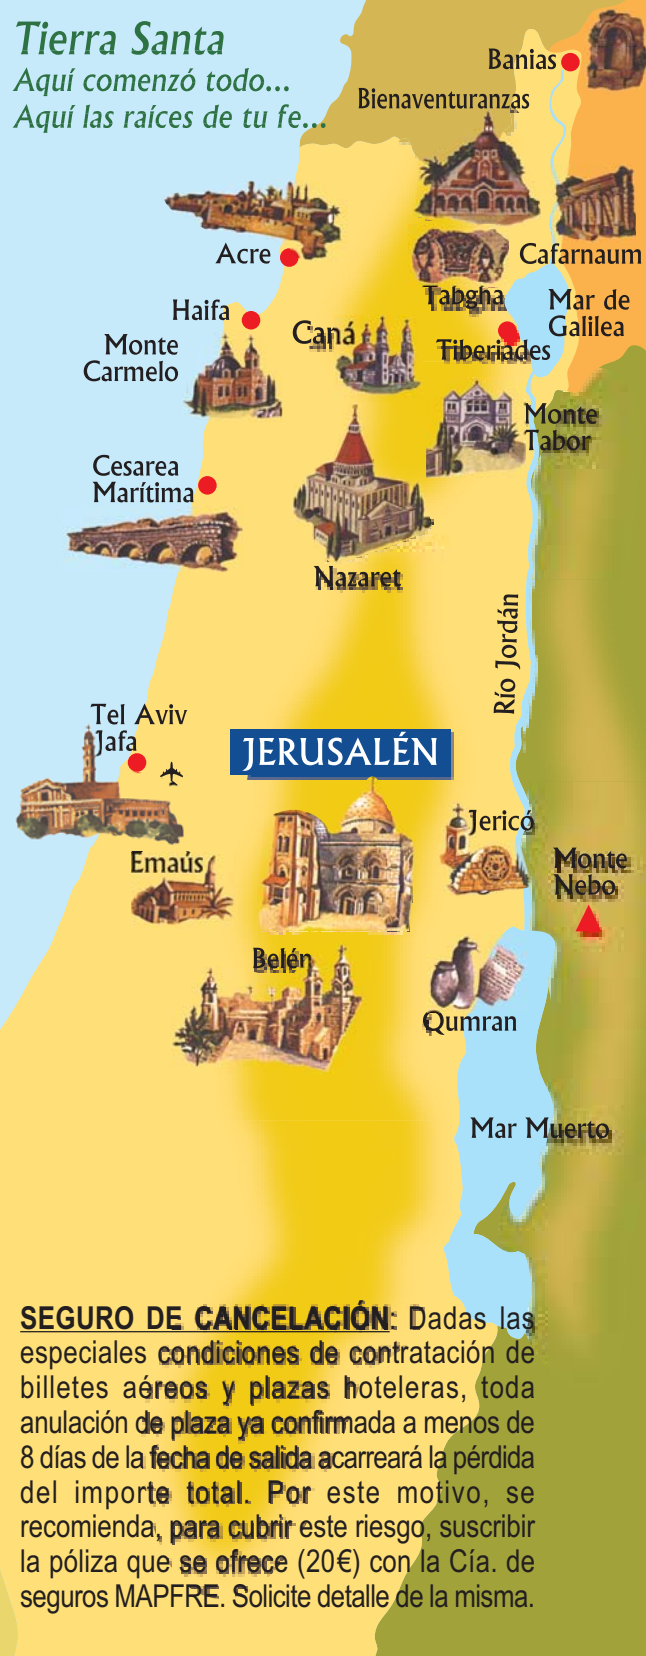 Tierra Santa
Aquí comenzó todo...
Aquí las raíces de tu fe...
Banias
Bienaventuranzas
Acre
Cafarnaum
Tabgha
Mar de
Galilea
Haifa
Caná
Tiberiades
Monte
Carmelo
Monte
Tabor
Cesarea
Marítima
Nazaret
Río Jordán
Tel Aviv
Jafa
JERUSALÉN
Jericó
Emaús
Monte
Nebo
Belén
Qumran
Mar Muerto
SEGURO DE CANCELACIÓN: Dadas las
especiales condiciones de contratación de
billetes aéreos y plazas hoteleras, toda
anulación de plaza ya confirmada a menos de
8 días de la fecha de salida acarreará la pérdida
del importe total. Por este motivo, se
recomienda, para cubrir este riesgo, suscribir
la póliza que se ofrece (20€) con la Cía. de
seguros MAPFRE. Solicite detalle de la misma.